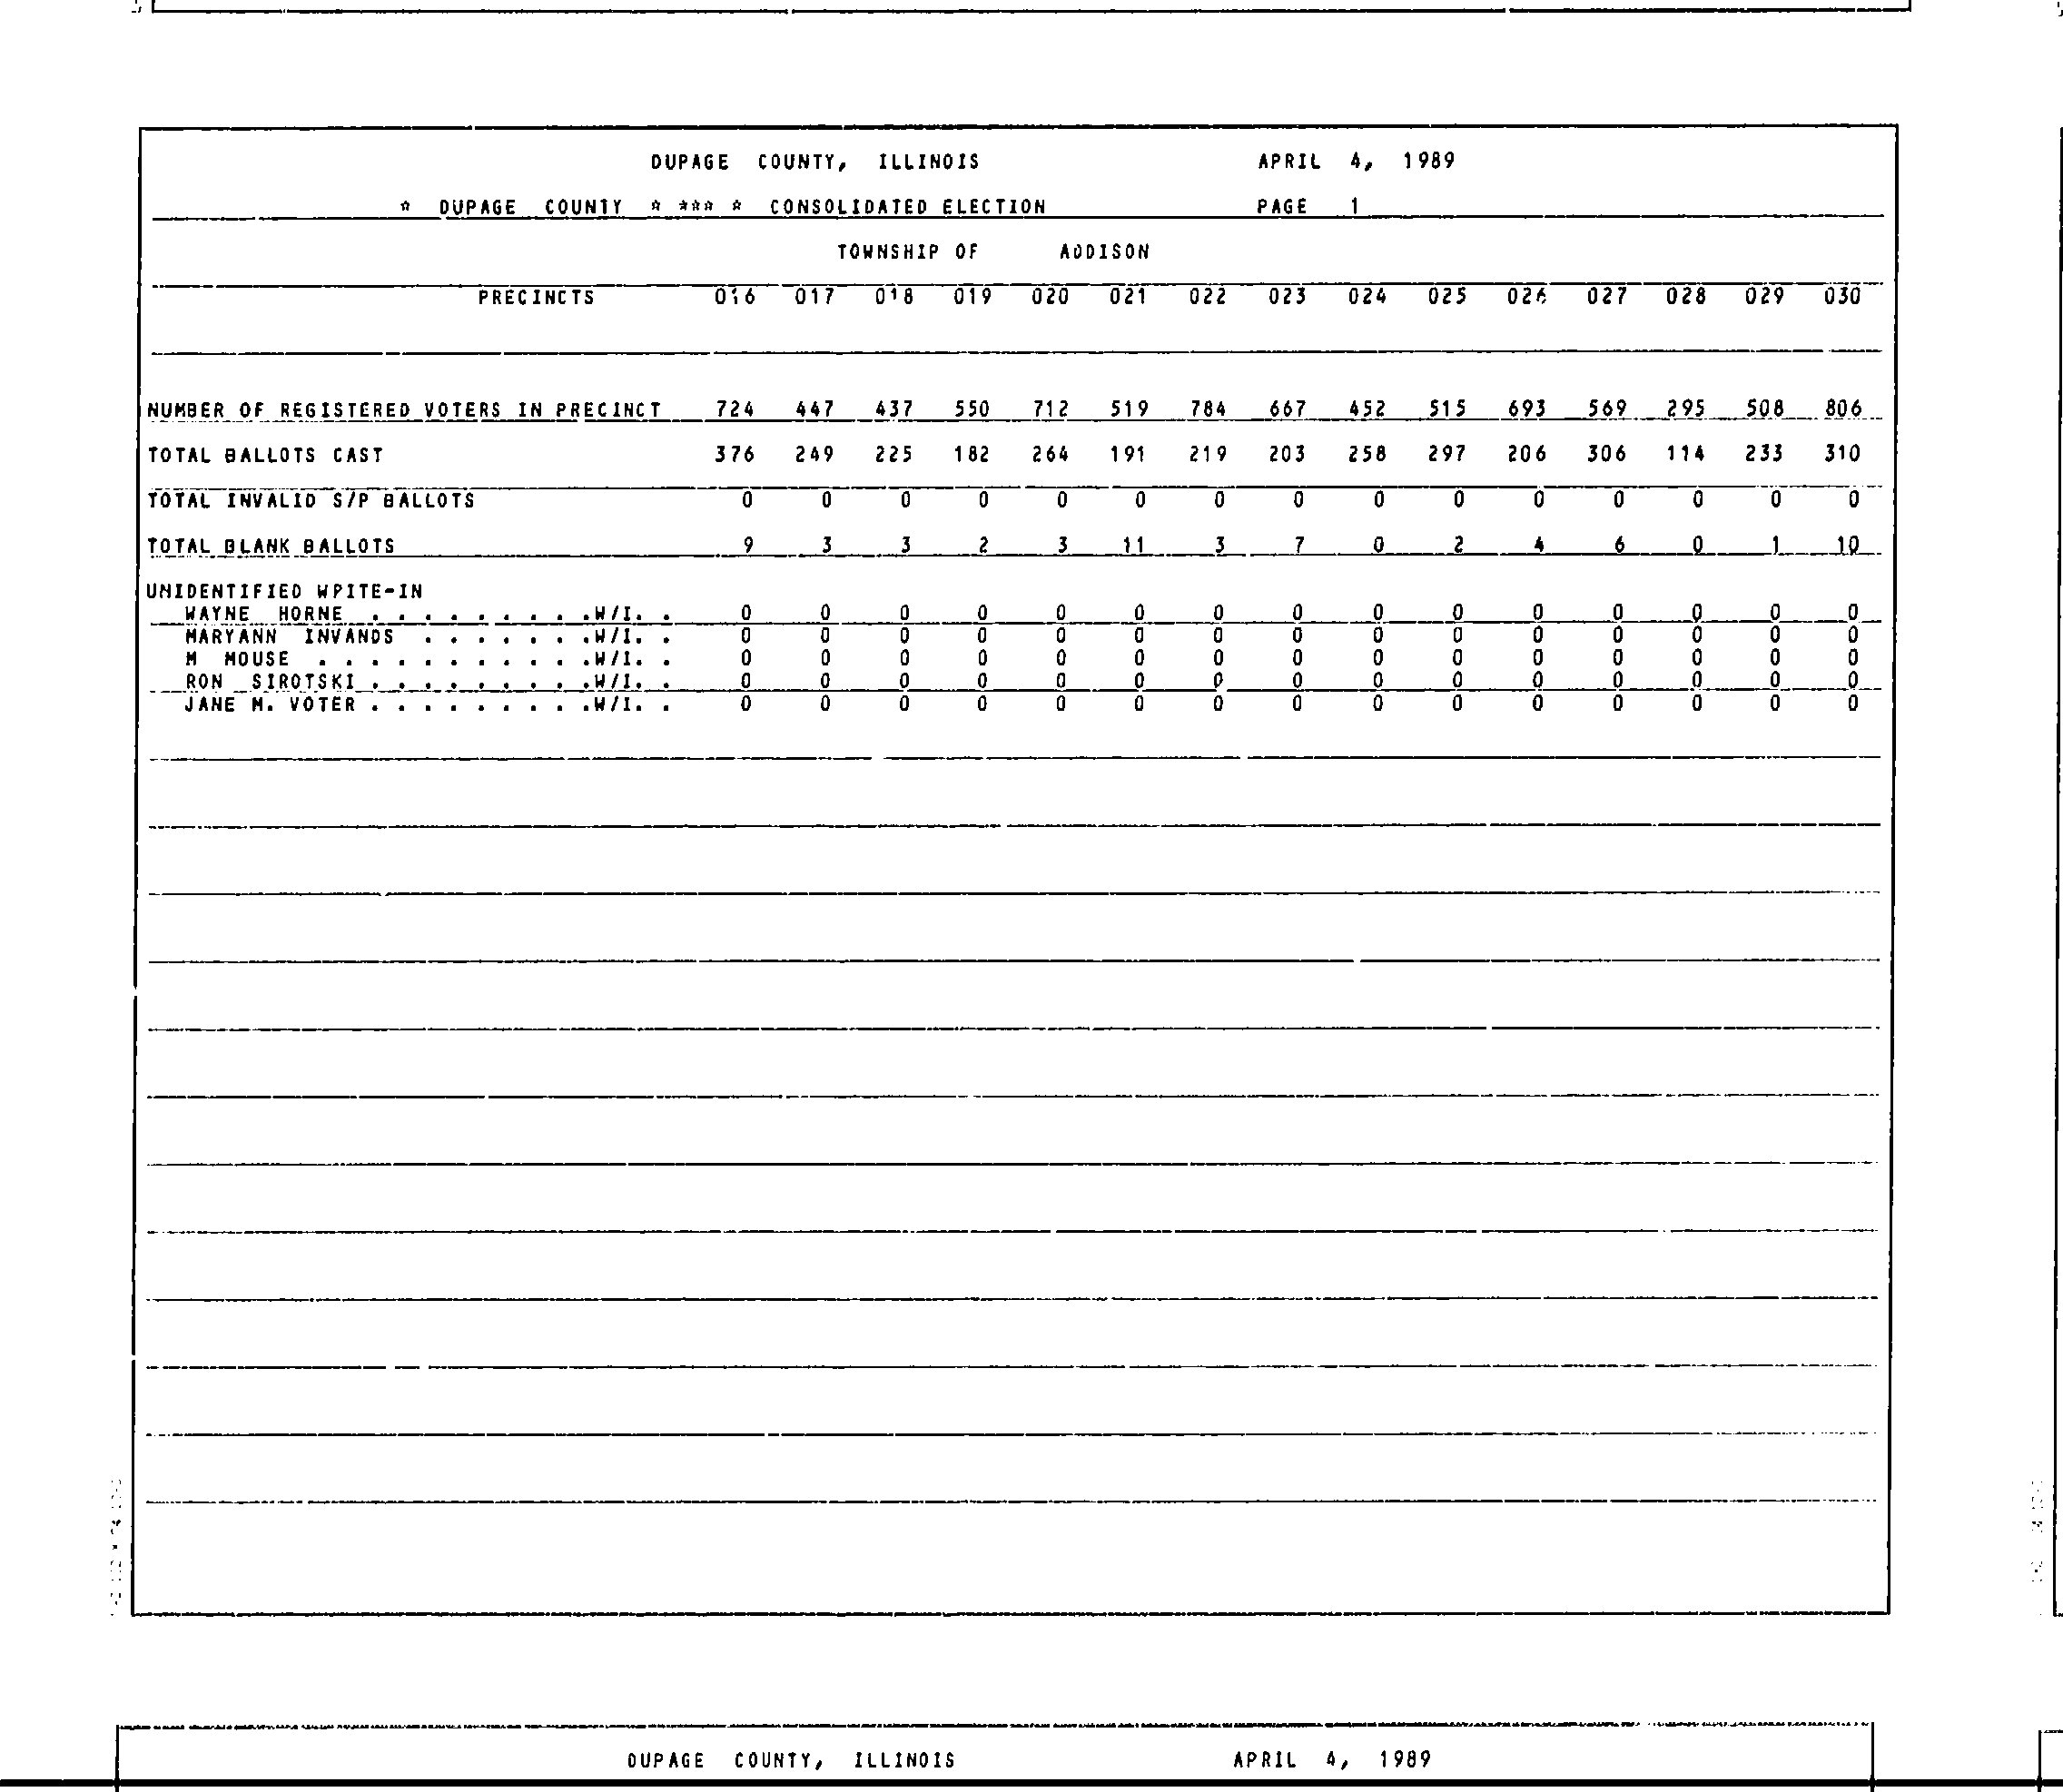 DUPAGE COUNTY, ILLINOIS APRIL 4, 1989
* DUPAGE COUNTY * *** * CONSOLIDATED ELECTION PAGE 1
TOWNSHIP OF ADDISON
PRECINCTS 016 017 018 019 020 021 022 023 024 025 026 027 028 029 030
NUMBER OF REGISTERED VOTERS IN PRECINCT 724 447 437 550 712 519 784 667 452 515 693 569 295 508 806
TOTAL BALLOTS CAST 376 249 225 182 264 191 219 203 258 297 206 306 114 233 310
TOTAL INVALID S/P BALLOTS 0 0 0 0 0 0 0 0 0 0 0 0 0 0 0
TOTAL BLANK BALLOTS 9 3 3 2 3 11 3 7 0 2 4 6 0 1 10
UNIDENTIFIED WPITE-IN
WAYNE HORNE . . . . . . . . .W/I. . 0 0 0 0 0 0 0 0 0 0 0 0 0 0 0
MARYANN INVANDS . . . . . . .W/I. . 0 0 0 0 0 0 0 0 0 0 0 0 0 0 0
M MOUSE . . . . . . . . . . .W/I. . 0 0 0 0 0 0 0 0 0 0 0 0 0 0 0
RON SIROTSKI . . . . . . . . .W/I. . 0 0 0 0 0 0 0 0 0 0 0 0 0 0 0
JANE M. VOTER . . . . . . . . .W/I. . 0 0 0 0 0 0 0 0 0 0 0 0 0 0 0
DUPAGE COUNTY, ILLINOIS APRIL 4, 1989